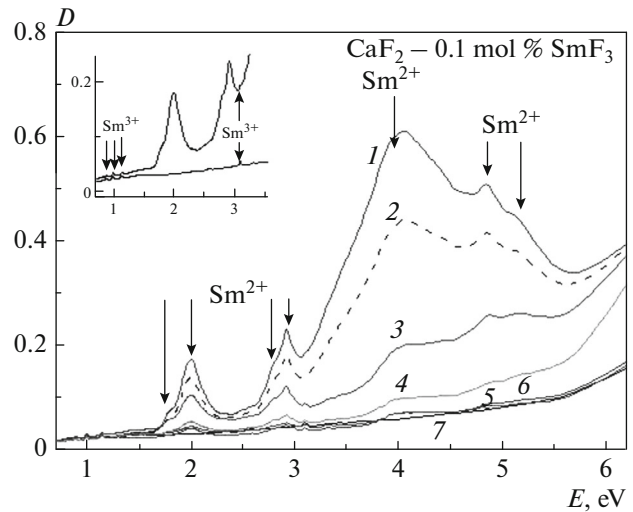 D
0.8
CaF2 – 0.1 mol % SmF3
Sm2+
0.2
Sm3+
Sm2+
1
0.6
Sm3+
2
0
1 2 3
0.4
Sm2+
3
0.2
4
5 6
7
0
1 2 3 4 5 6
E, eV